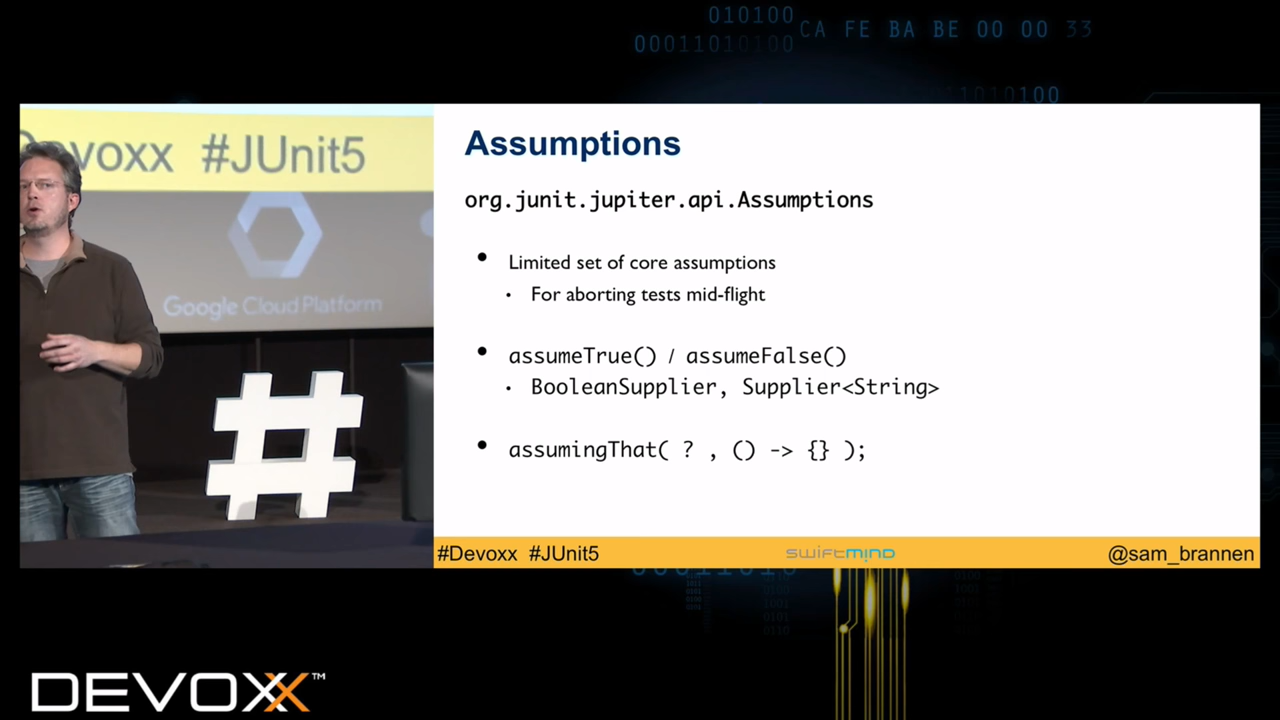 010100
00011010100
CA FE BA BE 00 00 33
1010100
Devoxx #JUnit5
Google Cloud Platform
Assumptions
org.junit.jupiter.api.Assumptions
• Limited set of core assumptions
• For aborting tests mid-flight
• assumeTrue() / assumeFalse()
• BooleanSupplier, Supplier<String>
• assumingThat( ? , () -> {} );
#Devoxx #JUnit5
swiftmind
@sam_brannen
DEVOXX™